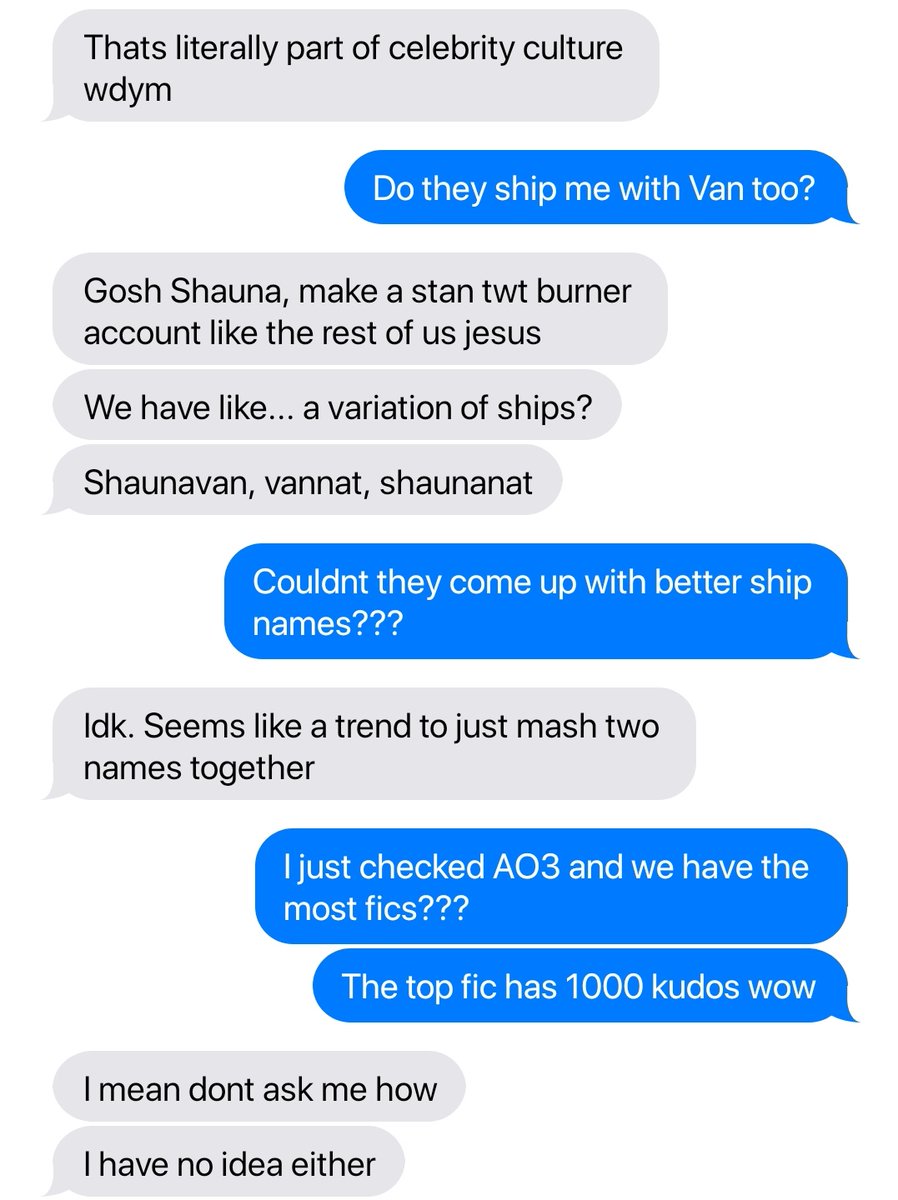 Thats literally part of celebrity culture
wdym
Do they ship me with Van too?
Gosh Shauna, make a stan twt burner
account like the rest of us jesus
We have like... a variation of ships?
Shaunavan, vannat, shaunanat
Couldnt they come up with better ship
names???
Idk. Seems like a trend to just mash two
names together
I just checked AO3 and we have the
most fics???
The top fic has 1000 kudos wow
I mean dont ask me how
I have no idea either